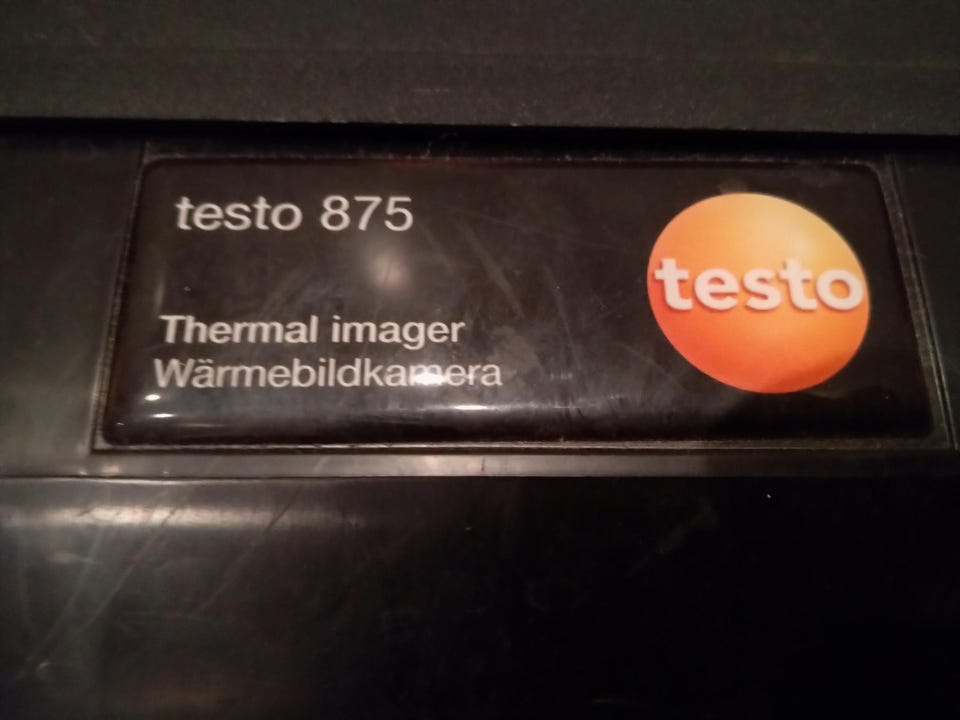 testo 875
testo
Thermal imager
Wärmebildkamera